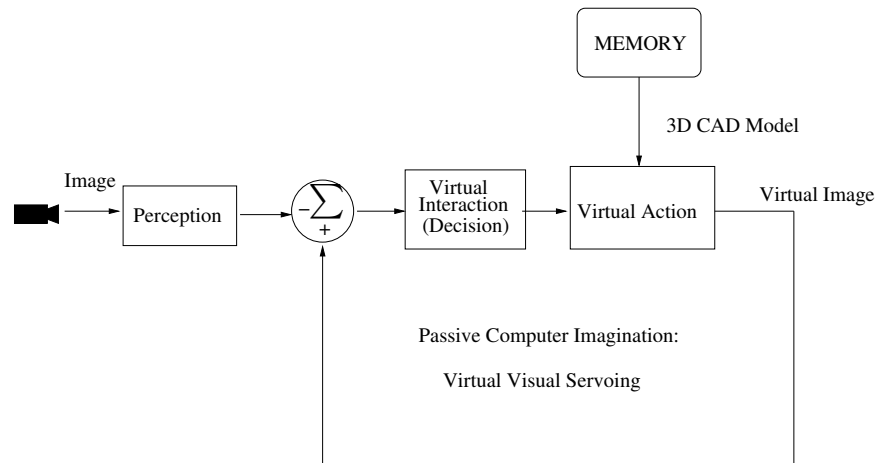 MEMORY
3D CAD Model
Image
Perception
−∑
+
Virtual
Interaction
(Decision)
Virtual Action
Virtual Image
Passive Computer Imagination:
Virtual Visual Servoing